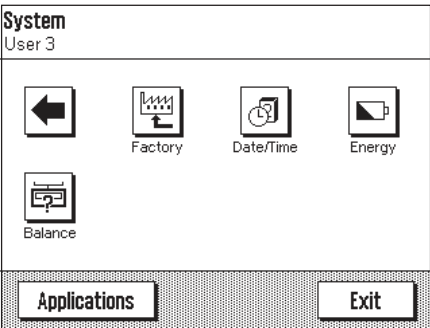 System
User 3
Factory
Date/Time
Energy
Balance
Applications
Exit